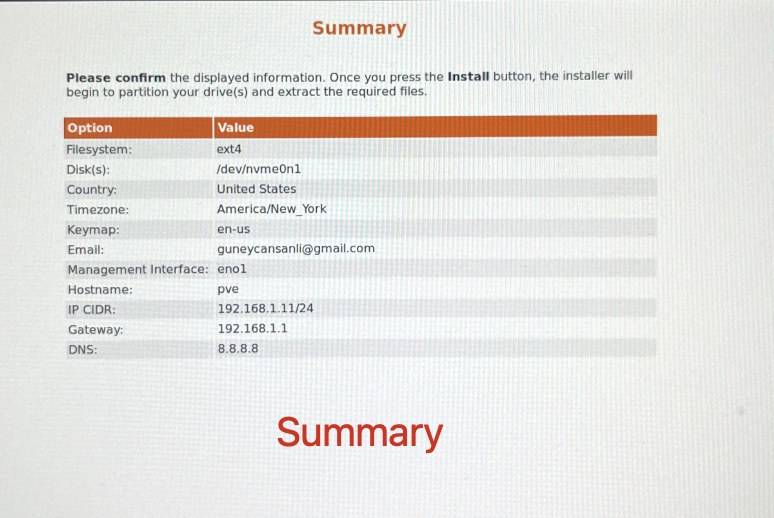 Summary
Please confirm the displayed information. Once you press the Install button, the installer will
begin to partition your drive(s) and extract the required files.
Option Value
Filesystem: ext4
Disk(s): /dev/nvme0n1
Country: United States
Timezone: America/New_York
Keymap: en-us
Email: guneycansanli@gmail.com
Management Interface: eno1
Hostname: pve
IP CIDR: 192.168.1.11/24
Gateway: 192.168.1.1
DNS: 8.8.8.8
Summary